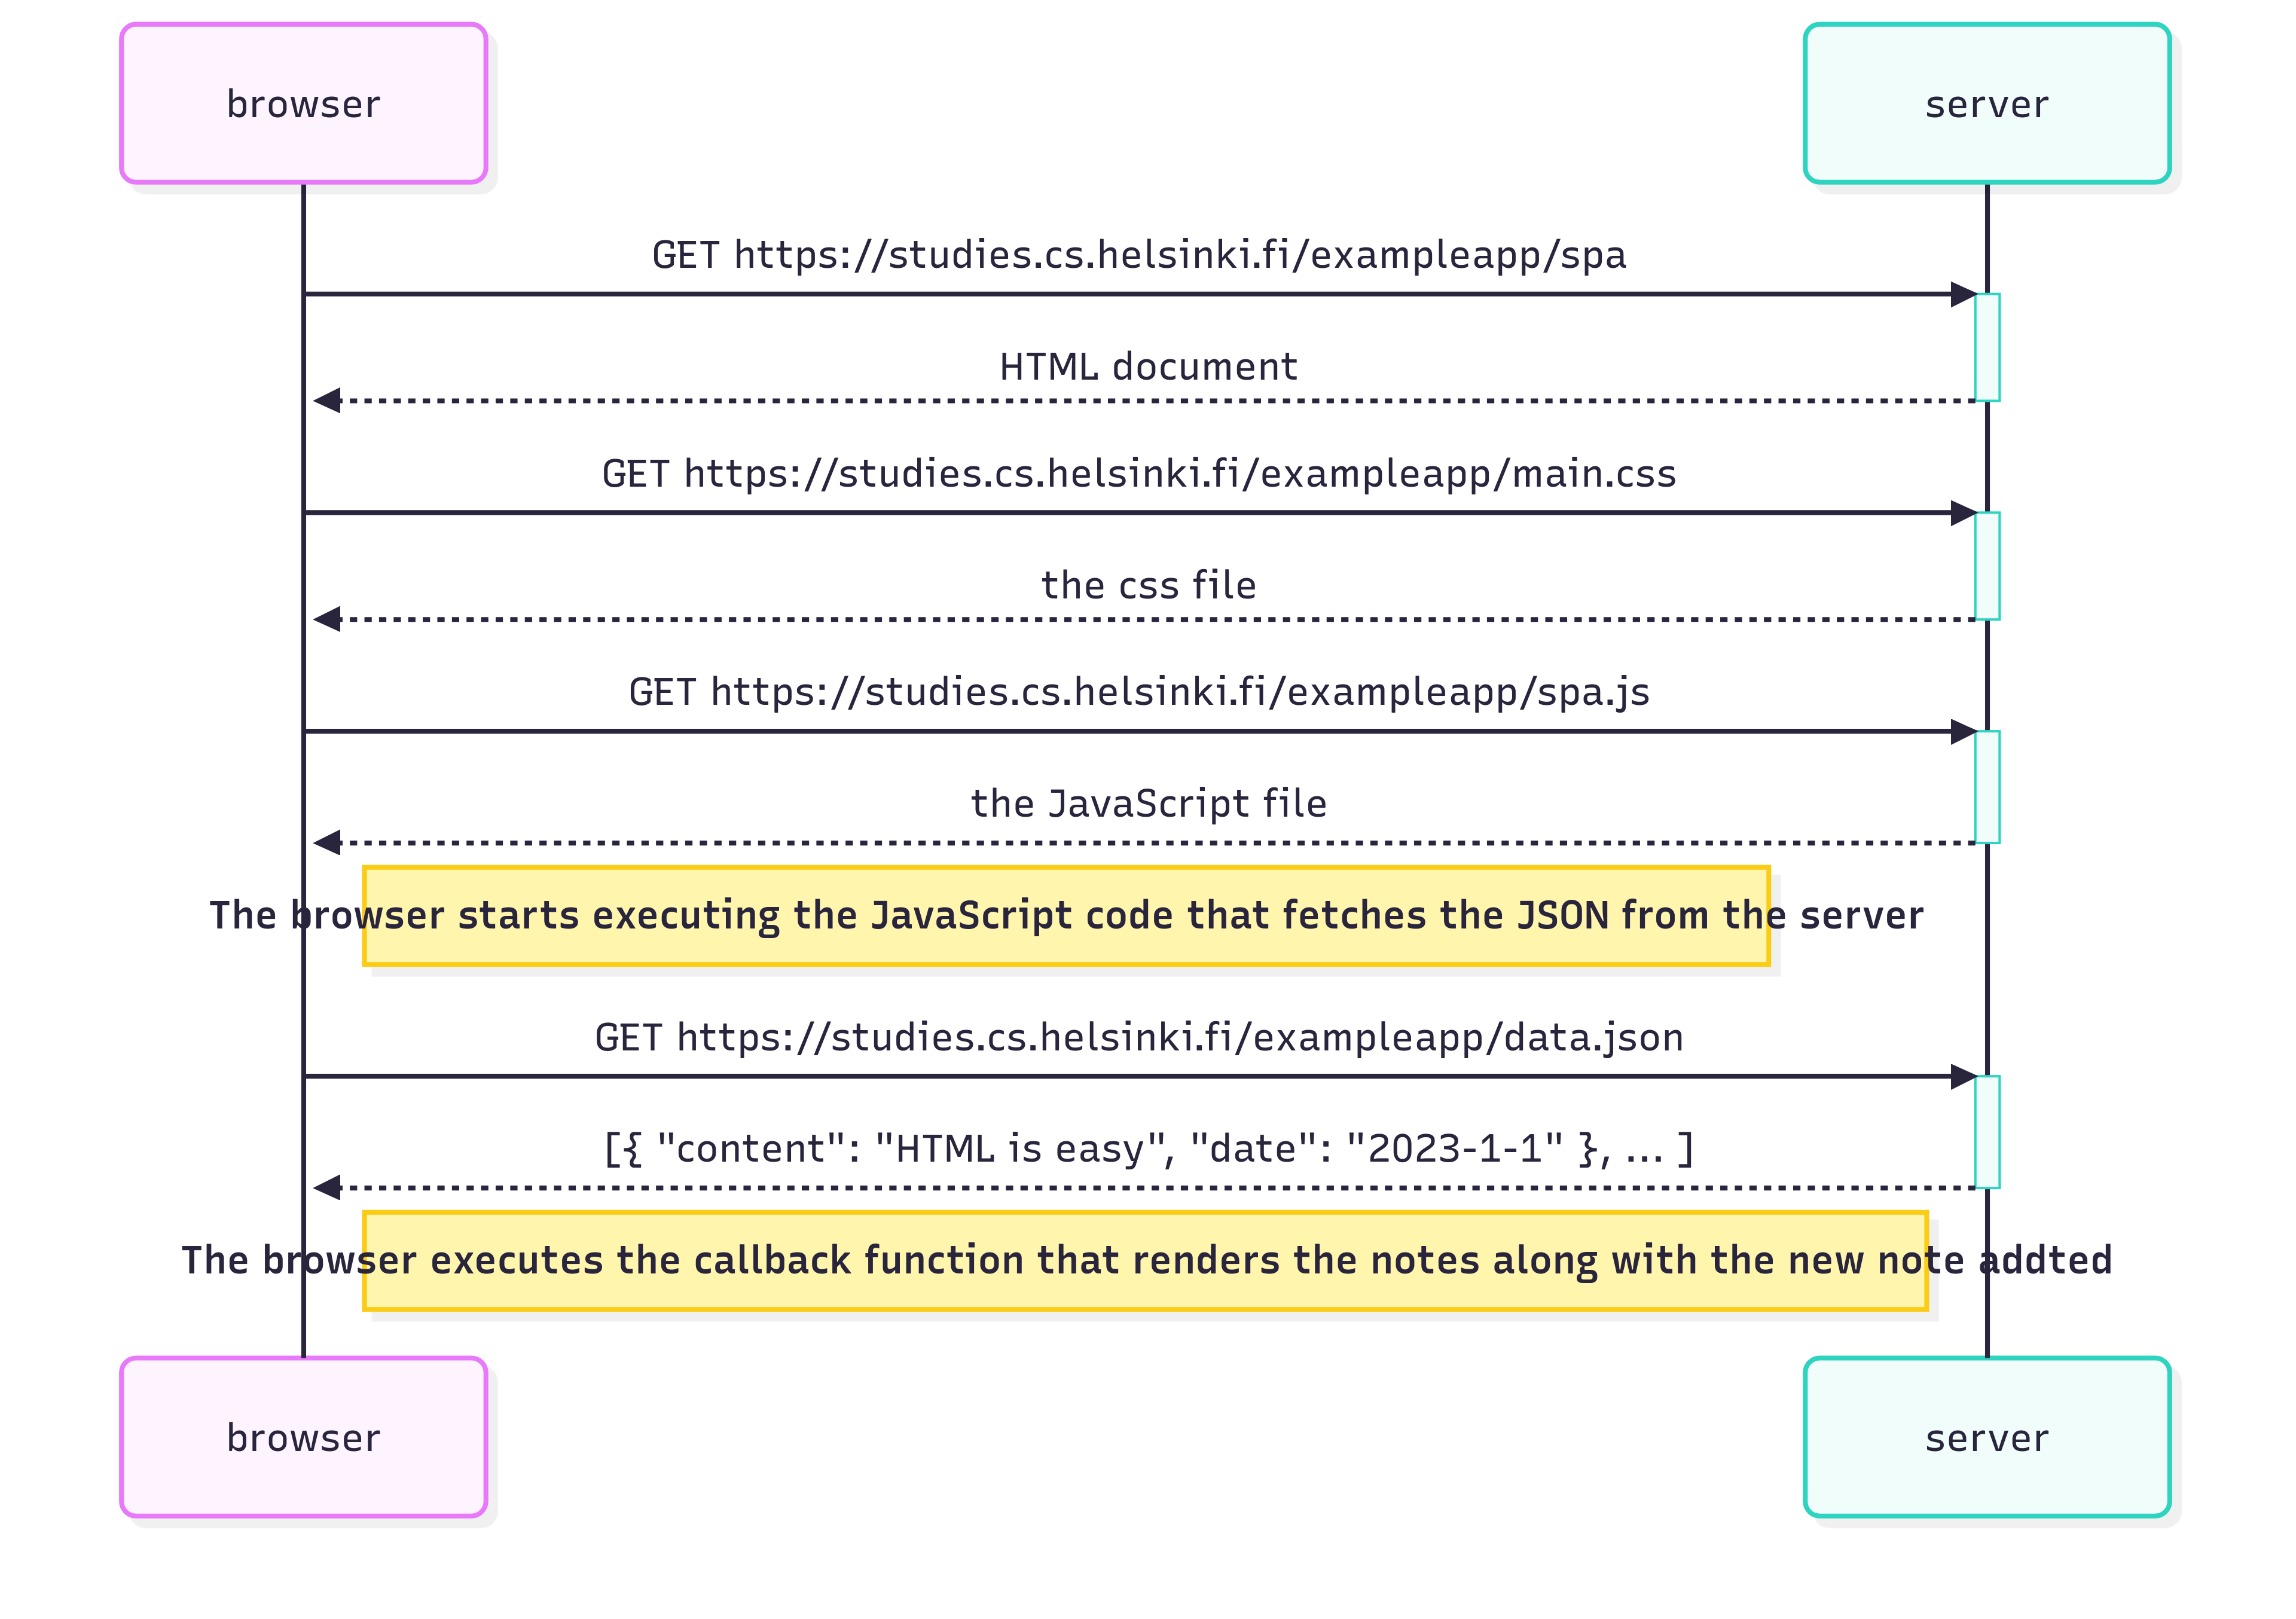 browser
server
GET https://studies.cs.helsinki.fi/exampleapp/spa
HTML document
GET https://studies.cs.helsinki.fi/exampleapp/main.css
the css file
GET https://studies.cs.helsinki.fi/exampleapp/spa.js
the JavaScript file
The browser starts executing the JavaScript code that fetches the JSON from the server
GET https://studies.cs.helsinki.fi/exampleapp/data.json
[{ "content": "HTML is easy", "date": "2023-1-1" }, ... ]
The browser executes the callback function that renders the notes along with the new note addted
browser
server